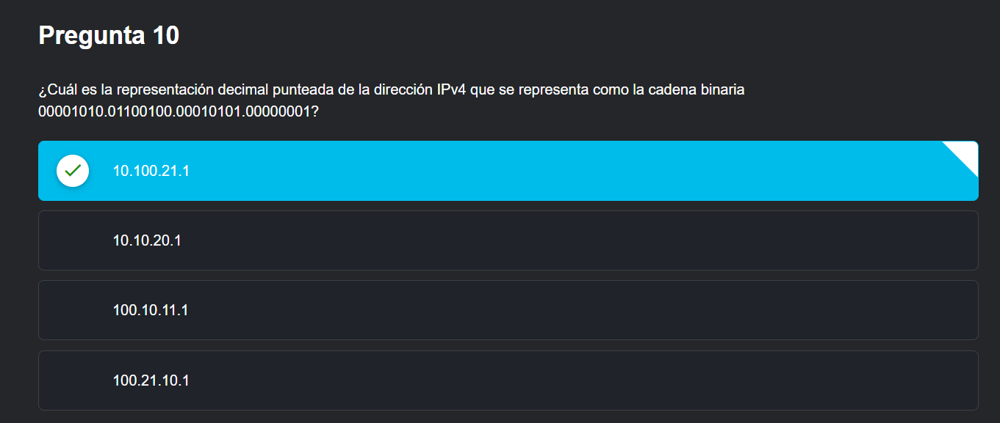 Pregunta 10
¿Cuál es la representación decimal punteada de la dirección IPv4 que se representa como la cadena binaria
00001010.01100100.00010101.00000001?
10.100.21.1
10.10.20.1
100.10.11.1
100.21.10.1